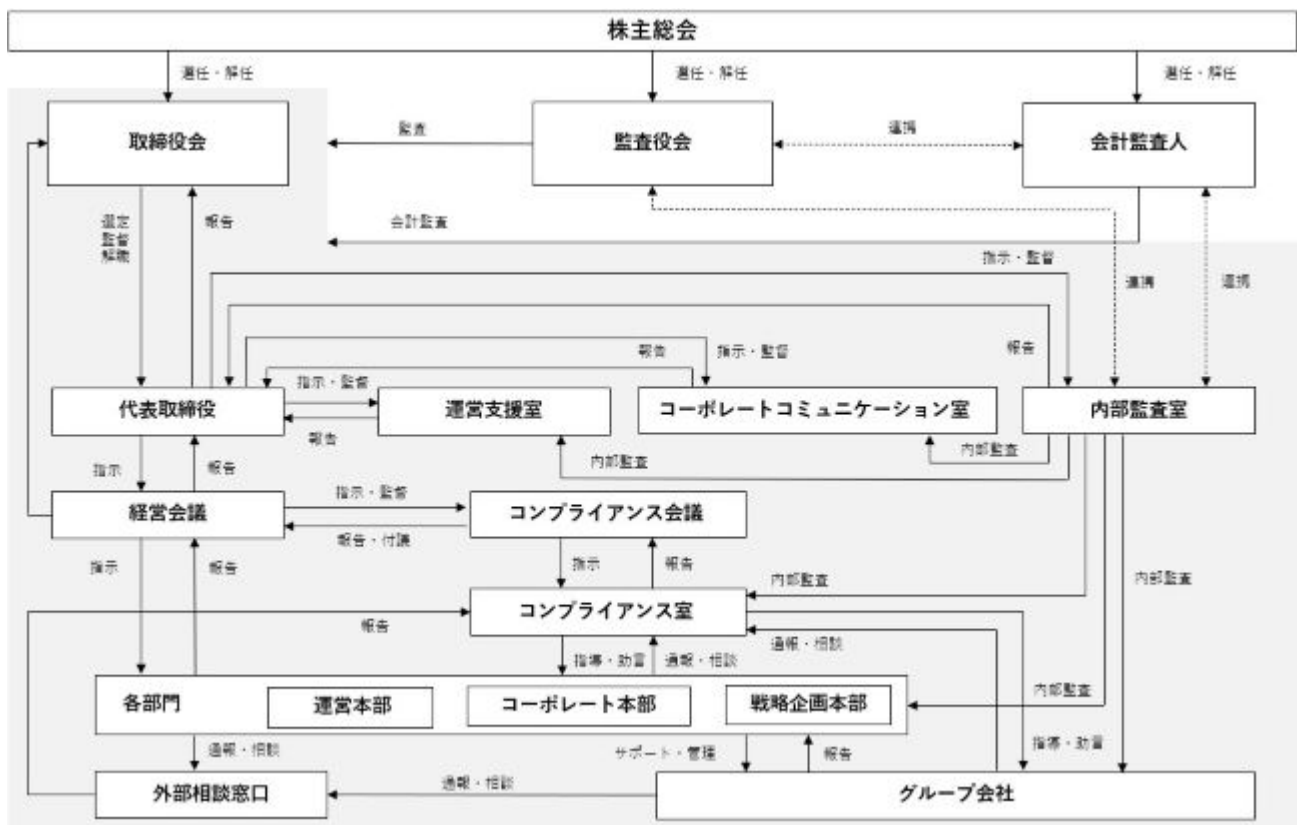 株主総会
選任・解任
選任・解任
選任・解任
取締役会
監査
監査役会
連携
会計監査人
選定
監督
解職
報告
会計監査
指示・監督
連携
連携
報告
指示・監督
報告
指示・監督
代表取締役
運営支援室
コーポレートコミュニケーション室
内部監査室
報告
内部監査
内部監査
指示
報告
指示・監督
経営会議
コンプライアンス会議
報告・付議
指示
報告
指示
報告
内部監査
内部監査
コンプライアンス室
報告
通報・相談
指導・助言
通報・相談
各部門
運営本部
コーポレート本部
戦略企画本部
内部監査
通報・相談
サポート・管理
報告
指導・助言
外部相談窓口
通報・相談
グループ会社